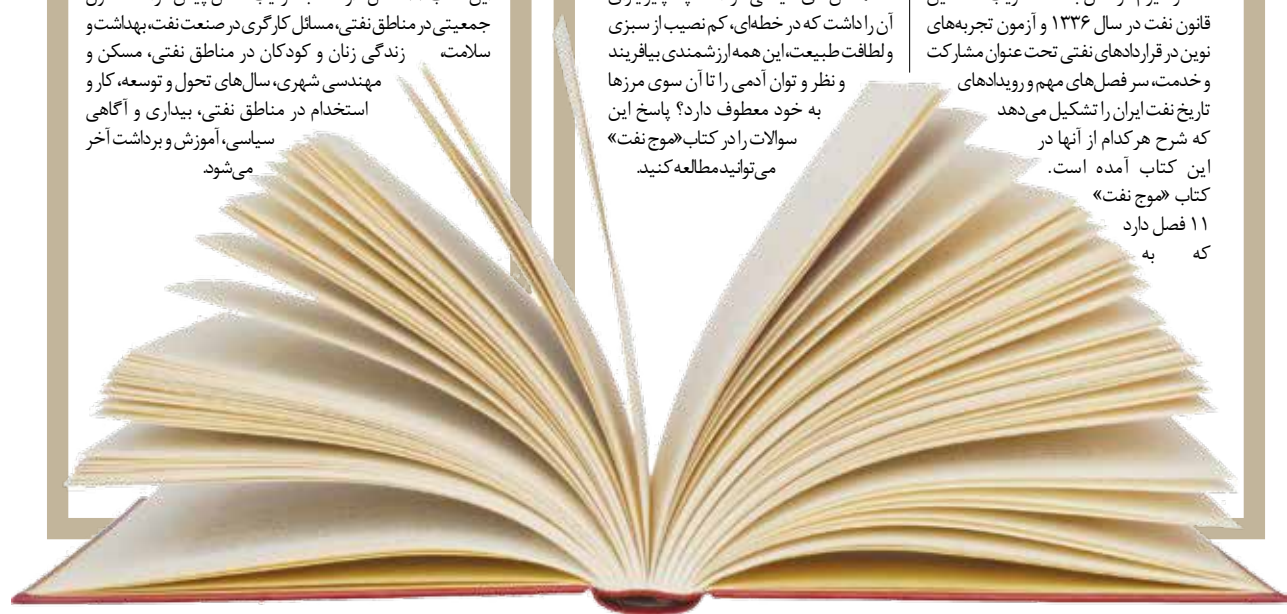 قانون نفت در سال ۱۳۳۶ و آزمون تجربه‌های
نوین در قراردادهای نفتی تحت عنوان مشارکت
و خدمت، سر فصل‌های مهم و رویدادهای
تاریخ نفت ایران را تشکیل می‌دهد
که شرح هر کدام از آنها در
این کتاب آمده است.
کتاب «موج نفت»
۱۱ فصل دارد
که به
آن را داشت که در خطه‌ای، کم نصیب از سبزی
و لطافت طبیعت، این همه ارزشمندی بیافریند
و نظر و توان آدمی را تا آن سوی مرزها
به خود معطوف دارد؟ پاسخ این
سوالات را در کتاب «موج نفت»
می‌توانید مطالعه کنید.
جمعیتی در مناطق نفتی، مسائل کارگری در صنعت نفت، بهداشت و
سلامت، زندگی زنان و کودکان در مناطق نفتی، مسکن و
مهندسی شهری، سال‌های تحول و توسعه، کار و
استخدام در مناطق نفتی، بیداری و آگاهی
سیاسی، آموزش و برداشت آخر
می‌شود.